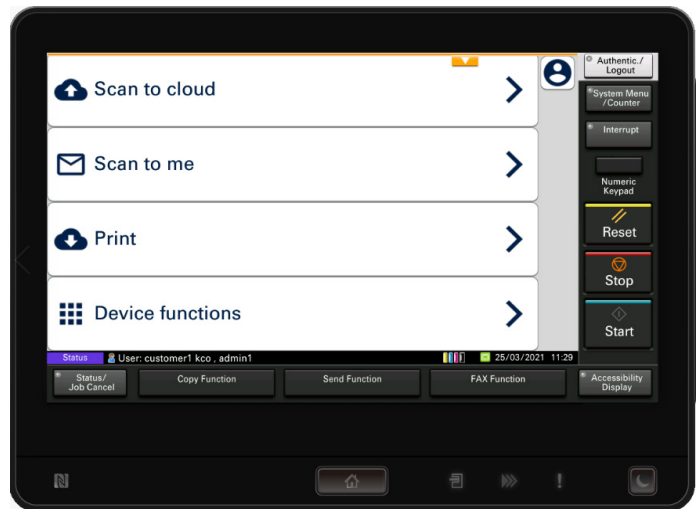 Scan to cloud
Scan to me
Print
Device functions
Authentic./
Logout
System Menu
/Counter
Interrupt
Numeric
Keypad
Reset
Stop
Start
Status User: customer1 kco , admin1 25/03/2021 11:29
Status/
Job Cancel
Copy Function
Send Function
FAX Function
Accessibility
Display